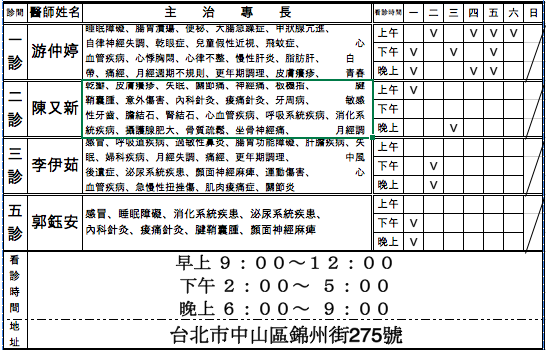 診間 醫師姓名 主 治 專 長 看診時間 一 二 三 四 五 六 日
一診 游仲婷
睡眠障礙、腸胃潰瘍、便秘、大腸急躁症、甲狀腺亢進、
自律神經失調、乾眼症、兒童假性近視、飛蚊症、 心
血管疾病、心悸胸悶、心律不整、慢性肝炎、脂肪肝、 白
帶、痛經、月經週期不規則、更年期調理、皮膚癢疹、 青春
上午 V V V V
下午 V V V
晚上 V V V
二診 陳又新
乾癬、皮膚癢疹、失眠、關節痛、神經痛、板機指、 腱
鞘囊腫、意外傷害、內科針灸、痠痛針灸、牙周病、 敏感
性牙齒、膽結石、腎結石、心血管疾病、呼吸系統疾病、消化系
統疾病、攝護腺肥大、骨質疏鬆、坐骨神經痛、 月經調
上午 V
下午
晚上 V
三診 李伊茹
感冒、呼吸道疾病、過敏性鼻炎、腸胃功能障礙、肝膽疾病、失
眠、婦科疾病、月經失調、痛經、更年期調理、 中風
後遺症、泌尿系統疾患、顏面神經麻痺、運動傷害、 心
血管疾病、急慢性扭挫傷、肌肉痠痛症、關節炎
上午
下午 V
晚上 V
五診 郭鈺安
感冒、睡眠障礙、消化系統疾患、泌尿系統疾患、
內科針灸、痠痛針灸、腱鞘囊腫、顏面神經麻痺
上午
下午 V
晚上 V
看診時間
早上 9：00～12：00
下午 2：00～ 5：00
晚上 6：00～ 9：00
地址
台北市中山區錦州街275號